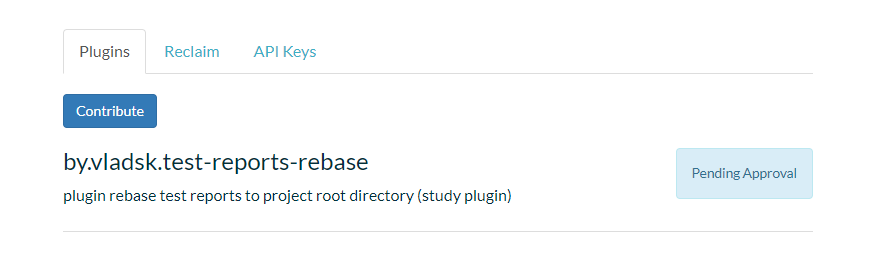 Plugins Reclaim API Keys
Contribute
by.vladsk.test-reports-rebase
plugin rebase test reports to project root directory (study plugin)
Pending Approval